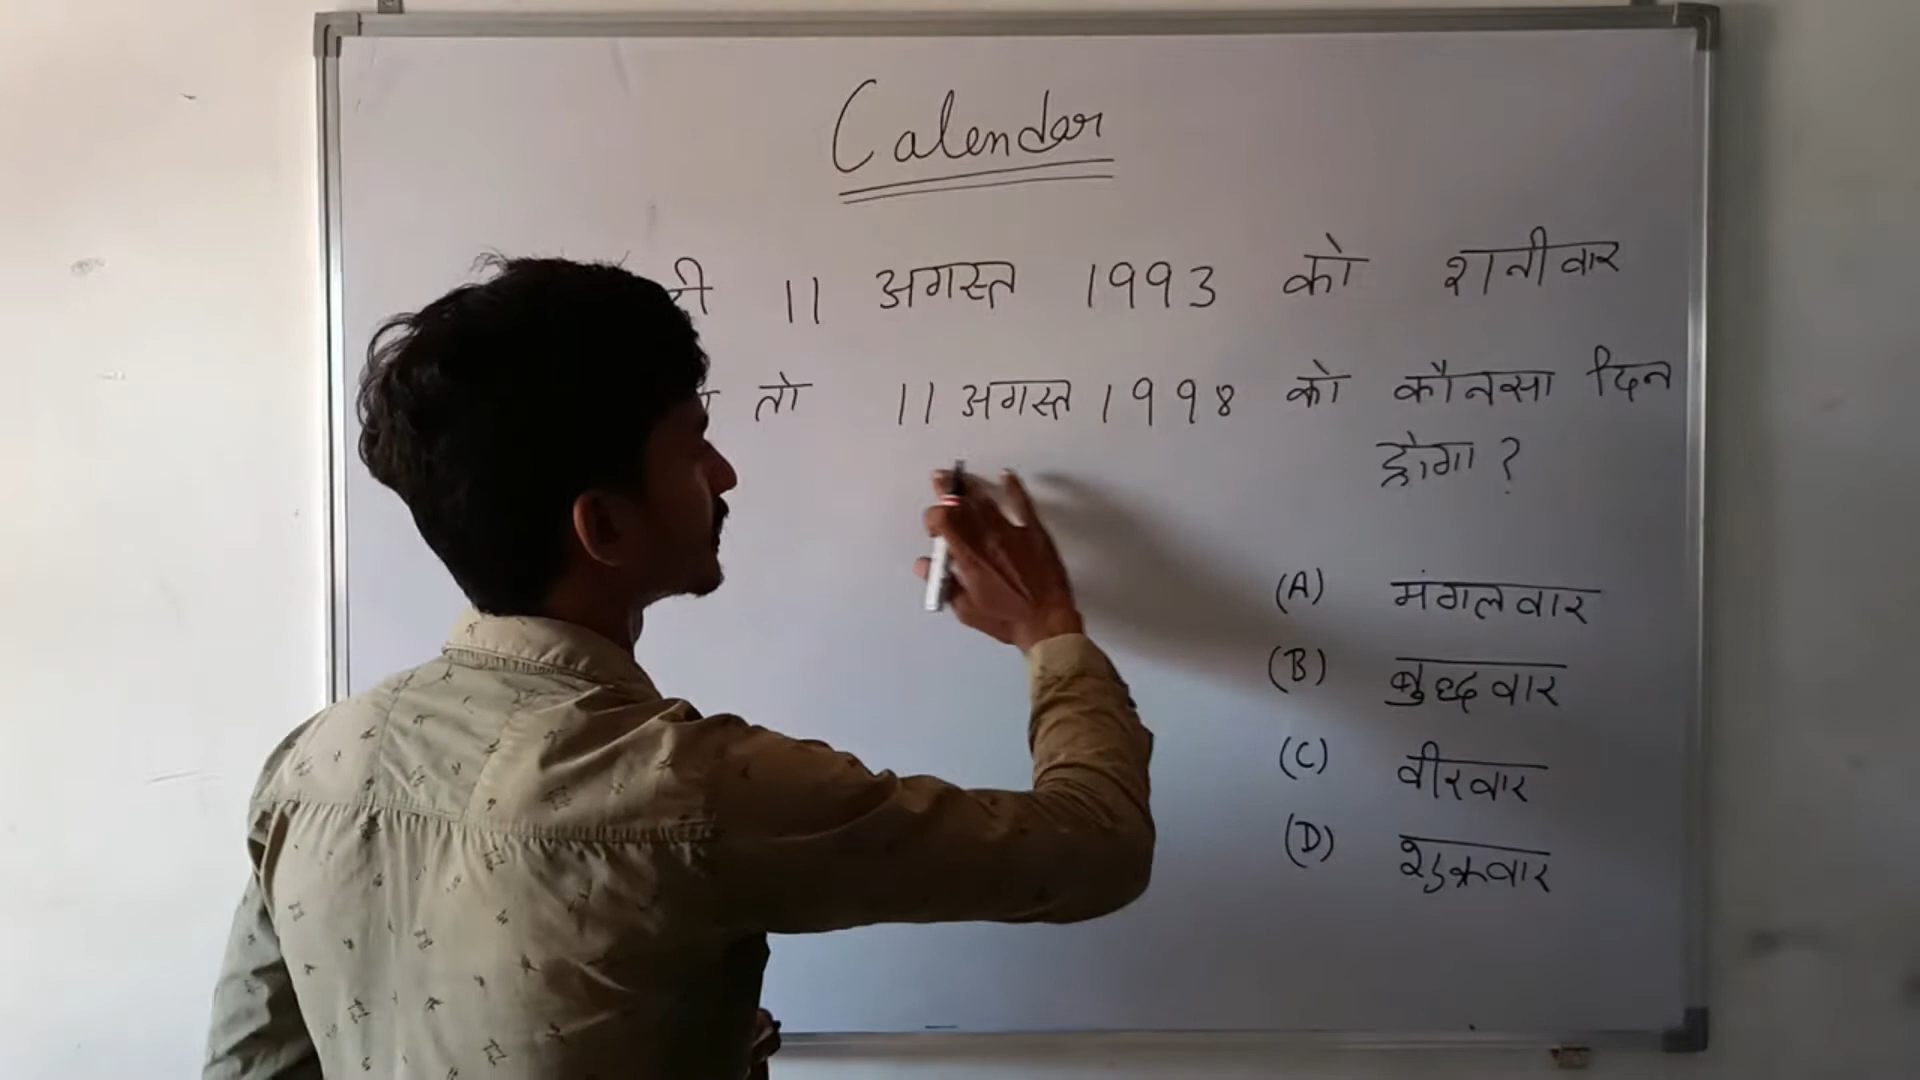 Calendar
11 अगस्त 1993 को शनीवार
तो 11 अगस्त 1998 को कौनसा दिन
होगा ?
(A) मंगलवार
(B) बुद्धवार
(C) वीरवार
(D) शुक्रवार